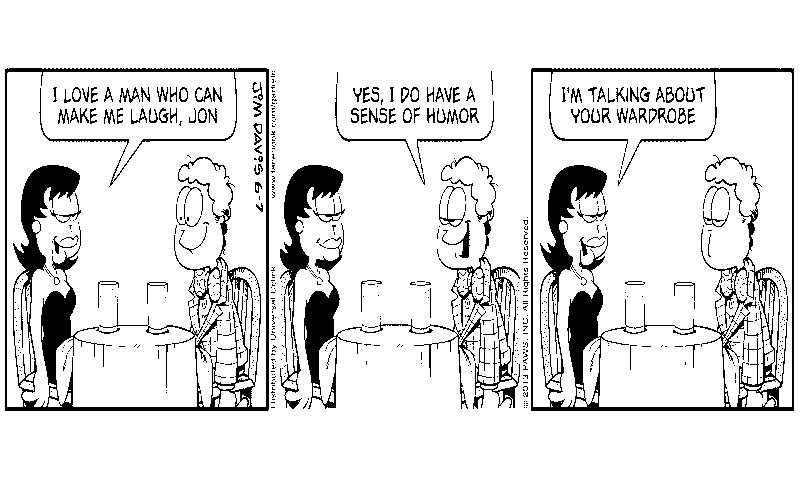 I LOVE A MAN WHO CAN
MAKE ME LAUGH, JON
JIM DAVIS 6-7
YES, I DO HAVE A
SENSE OF HUMOR
© 2013 PAWS, INC. All Rights Reserved.
I'M TALKING ABOUT
YOUR WARDROBE